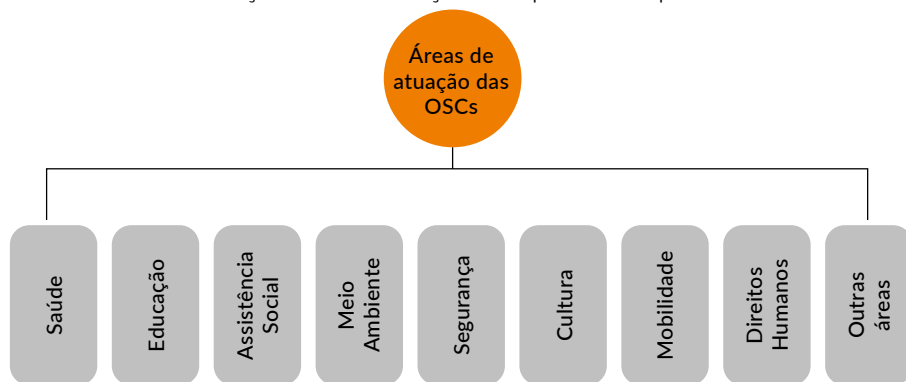 Áreas de
atuação das
OSCs
Saúde
Educação
Assistência
Social
Meio
Ambiente
Segurança
Cultura
Mobilidade
Direitos
Humanos
Outras
áreas